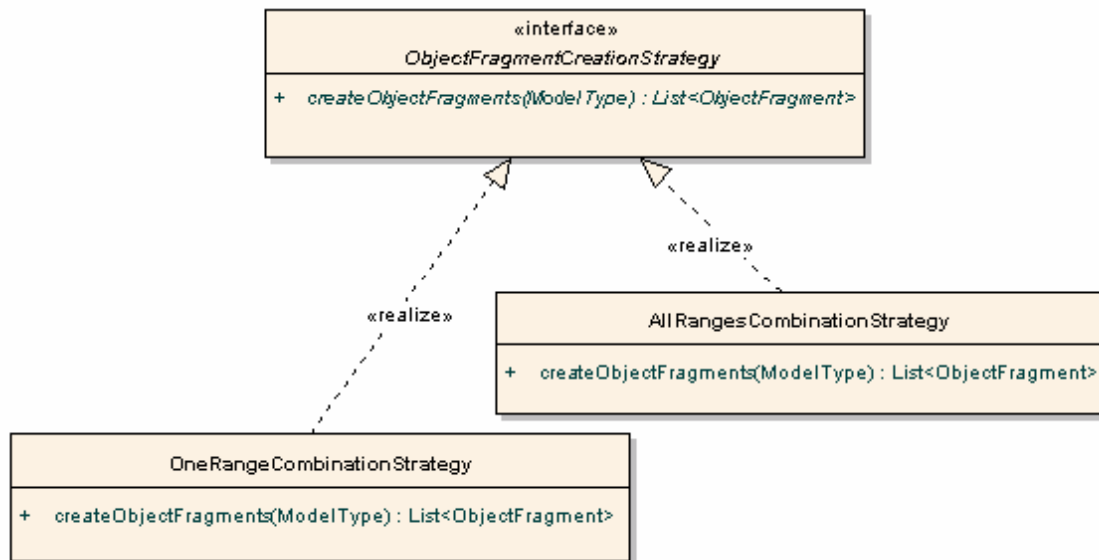 «interface»
ObjectFragmentCreationStrategy
+ createObjectFragments(ModelType) : List<ObjectFragment>
«realize»
«realize»
AllRangesCombinationStrategy
+ createObjectFragments(ModelType) : List<ObjectFragment>
OneRangeCombinationStrategy
+ createObjectFragments(ModelType) : List<ObjectFragment>